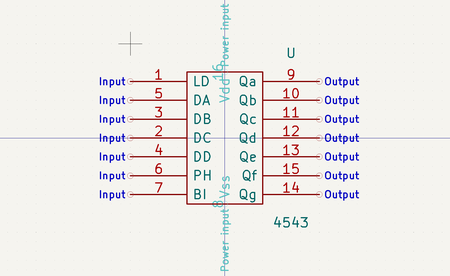 Power input
U
16
Vdd
Input 1 LD Qa 9 Output
Input 5 DA Qb 10 Output
Input 3 DB Qc 11 Output
Input 2 DC Qd 12 Output
Input 4 DD Qe 13 Output
Input 6 PH Qf 15 Output
Input 7 BI Qg 14 Output
Vss
8
Power input
4543